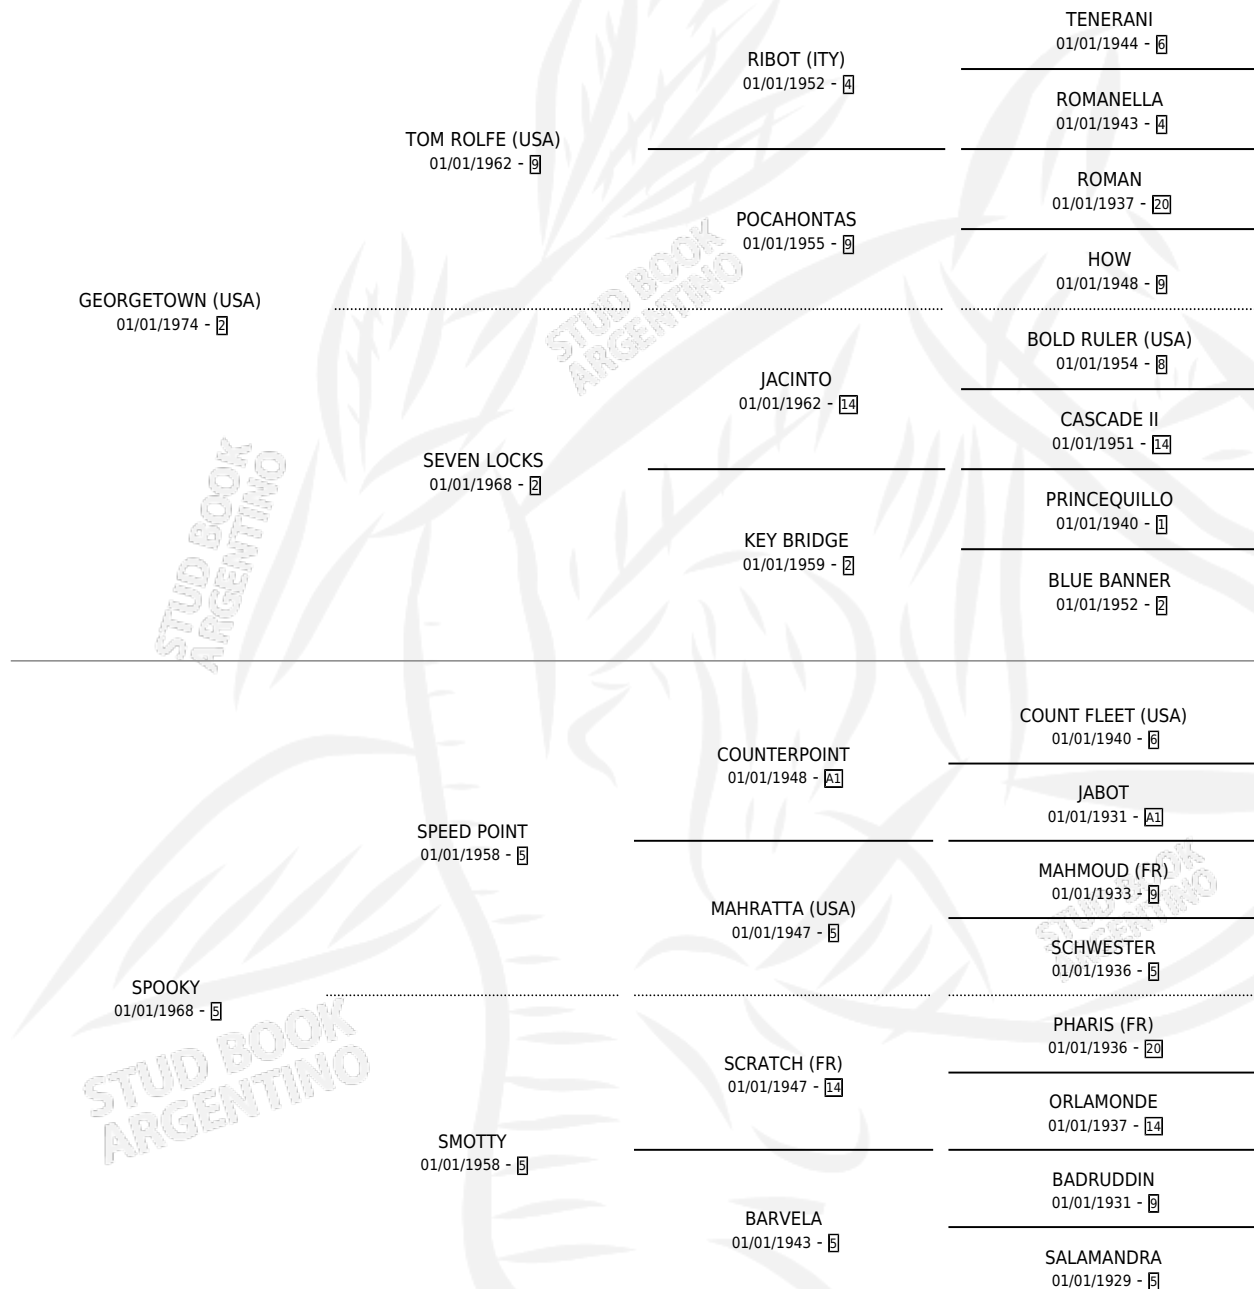 TENERANI
01/01/1944 - 6
RIBOT (ITY)
01/01/1952 - 4
ROMANELLA
01/01/1943 - 4
TOM ROLFE (USA)
01/01/1962 - 9
ROMAN
01/01/1937 - 20
POCAHONTAS
01/01/1955 - 9
HOW
01/01/1948 - 9
GEORGETOWN (USA)
01/01/1974 - 2
BOLD RULER (USA)
01/01/1954 - 8
JACINTO
01/01/1962 - 14
CASCADE II
01/01/1951 - 14
SEVEN LOCKS
01/01/1968 - 2
PRINCEQUILLO
01/01/1940 - 1
KEY BRIDGE
01/01/1959 - 2
BLUE BANNER
01/01/1952 - 2
COUNT FLEET (USA)
01/01/1940 - 6
COUNTERPOINT
01/01/1948 - A1
JABOT
01/01/1931 - A1
SPEED POINT
01/01/1958 - 5
MAHMOUD (FR)
01/01/1933 - 9
MAHRATTA (USA)
01/01/1947 - 5
SCHWESTER
01/01/1936 - 5
SPOOKY
01/01/1968 - 5
PHARIS (FR)
01/01/1936 - 20
SCRATCH (FR)
01/01/1947 - 14
ORLAMONDE
01/01/1937 - 14
SMOTTY
01/01/1958 - 5
BADRUDDIN
01/01/1931 - 9
BARVELA
01/01/1943 - 5
SALAMANDRA
01/01/1929 - 5
STUD BOOK
ARGENTINO
STUD BOOK
ARGENTINO
STUD BOOK
ARGENTINO
STUD BOOK
ARGENTINO